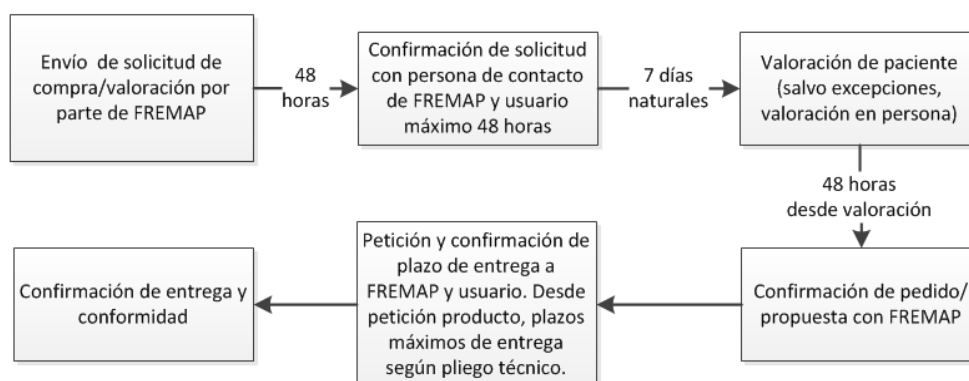 Envío de solicitud de
compra/valoración por
parte de FREMAP
48
horas
Confirmación de solicitud
con persona de contacto
de FREMAP y usuario
máximo 48 horas
7 días
naturales
Valoración de paciente
(salvo excepciones,
valoración en persona)
48 horas
desde valoración
Confirmación de pedido/
propuesta con FREMAP
Petición y confirmación de
plazo de entrega a
FREMAP y usuario. Desde
petición producto, plazos
máximos de entrega
según pliego técnico.
Confirmación de entrega y
conformidad